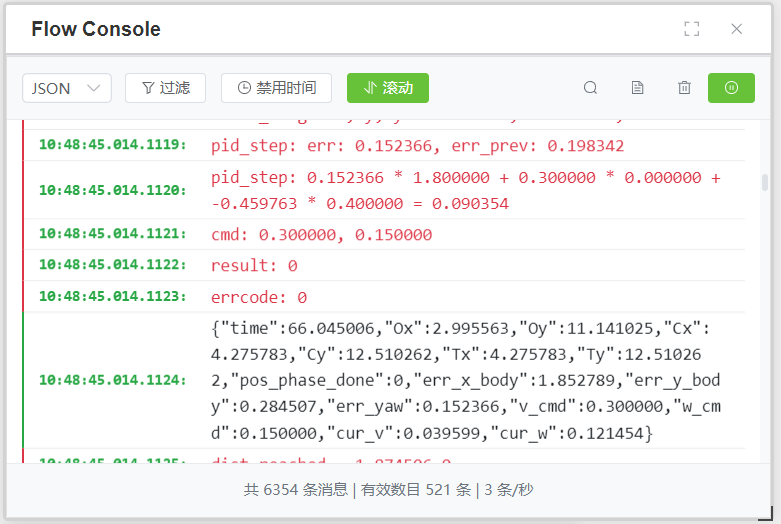 Flow Console
JSON 过滤 禁用时间 滚动
10:48:45.014.1119: pid_step: err: 0.152366, err_prev: 0.198342
10:48:45.014.1120: pid_step: 0.152366 * 1.800000 + 0.300000 * 0.000000 +
-0.459763 * 0.400000 = 0.090354
10:48:45.014.1121: cmd: 0.300000, 0.150000
10:48:45.014.1122: result: 0
10:48:45.014.1123: errcode: 0
10:48:45.014.1124: {"time":66.045006,"Ox":2.995563,"Oy":11.141025,"Cx":
4.275783,"Cy":12.510262,"Tx":4.275783,"Ty":12.51026
2,"pos_phase_done":0,"err_x_body":1.852789,"err_y_bod
y":0.284507,"err_yaw":0.152366,"v_cmd":0.300000,"w_cm
d":0.150000,"cur_v":0.039599,"cur_w":0.121454}
共 6354 条消息 | 有效数目 521 条 | 3 条/秒